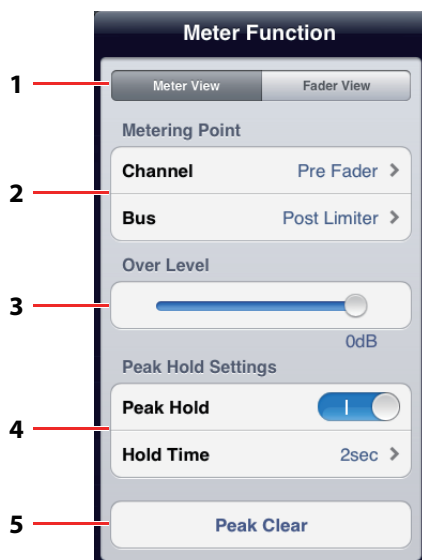 Meter Function
1
Meter View Fader View
Metering Point
2
Channel Pre Fader >
Bus Post Limiter >
Over Level
3
0dB
Peak Hold Settings
4
Peak Hold
Hold Time 2sec >
5
Peak Clear